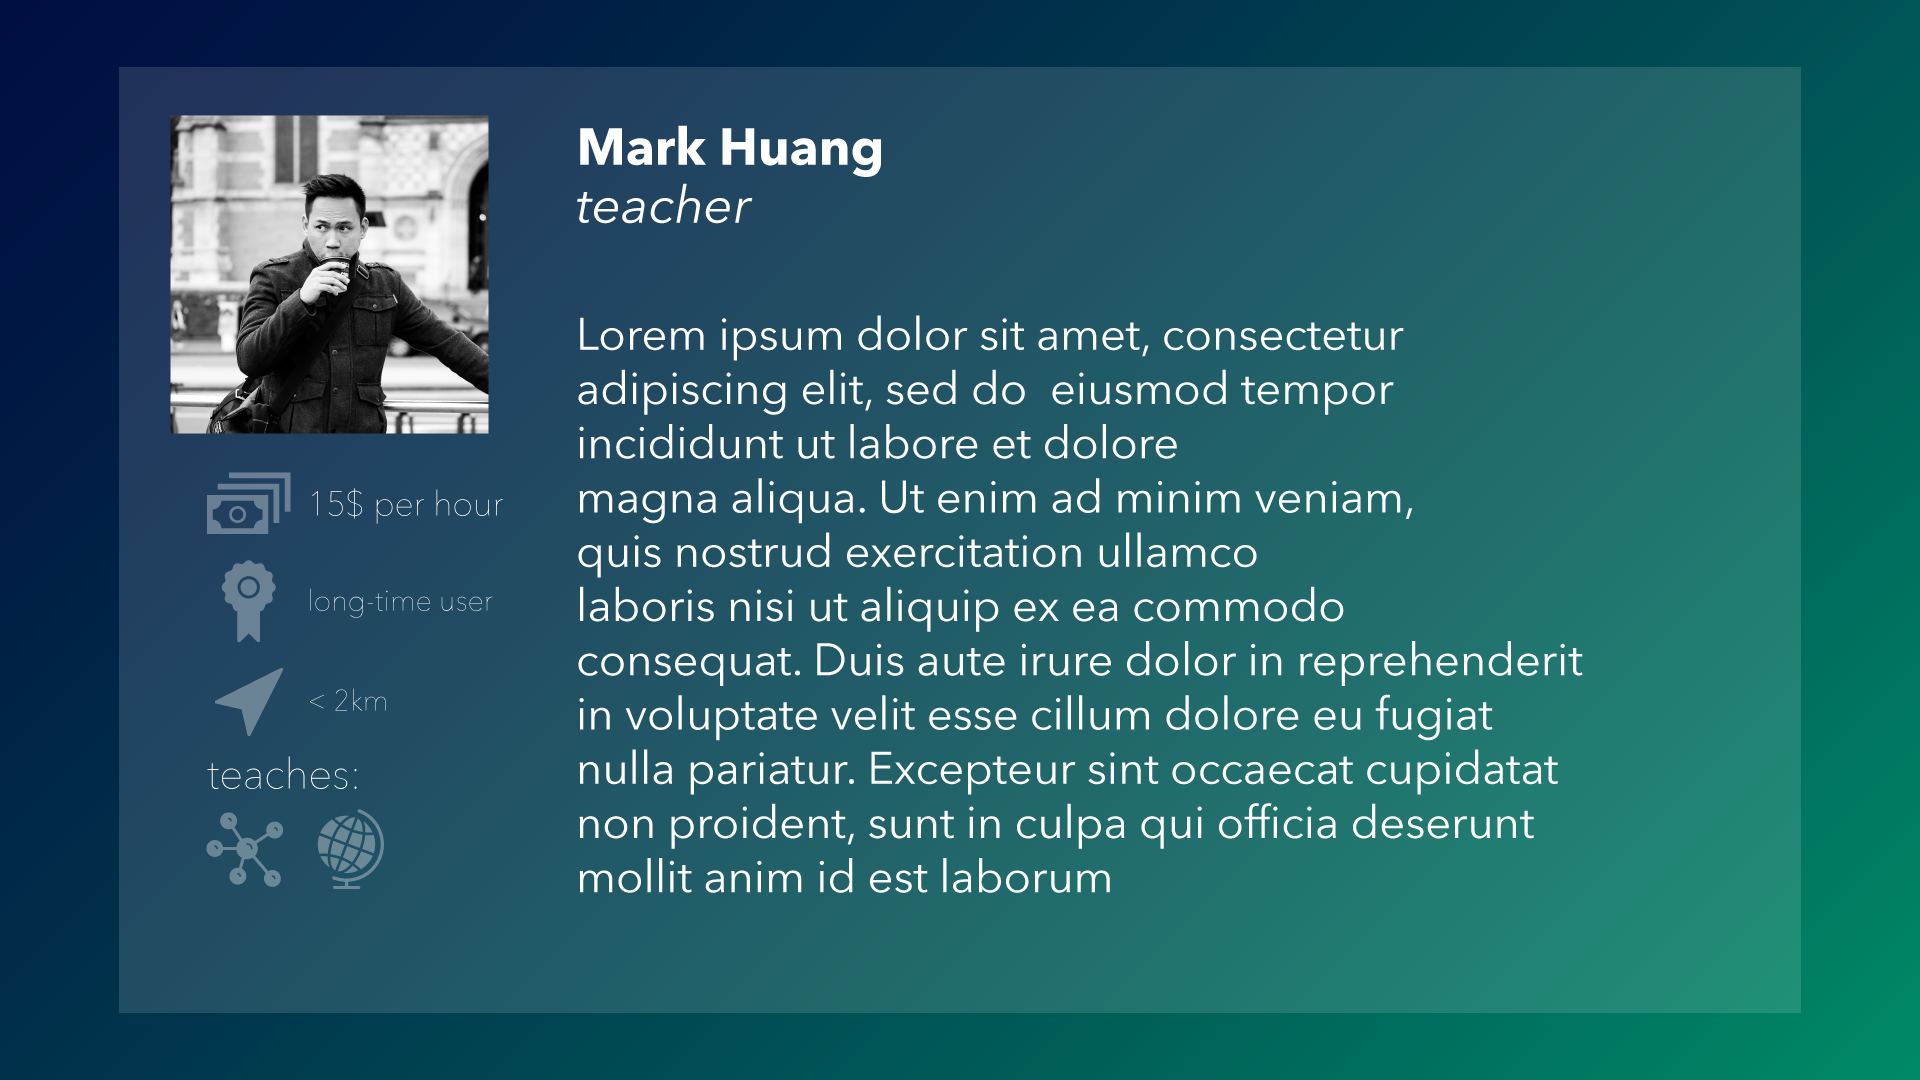 Mark Huang
teacher
15$ per hour
long-time user
< 2km
teaches:
Lorem ipsum dolor sit amet, consectetur
adipiscing elit, sed do  eiusmod tempor
incididunt ut labore et dolore
magna aliqua. Ut enim ad minim veniam,
quis nostrud exercitation ullamco
laboris nisi ut aliquip ex ea commodo
consequat. Duis aute irure dolor in reprehenderit
in voluptate velit esse cillum dolore eu fugiat
nulla pariatur. Excepteur sint occaecat cupidatat
non proident, sunt in culpa qui officia deserunt
mollit anim id est laborum